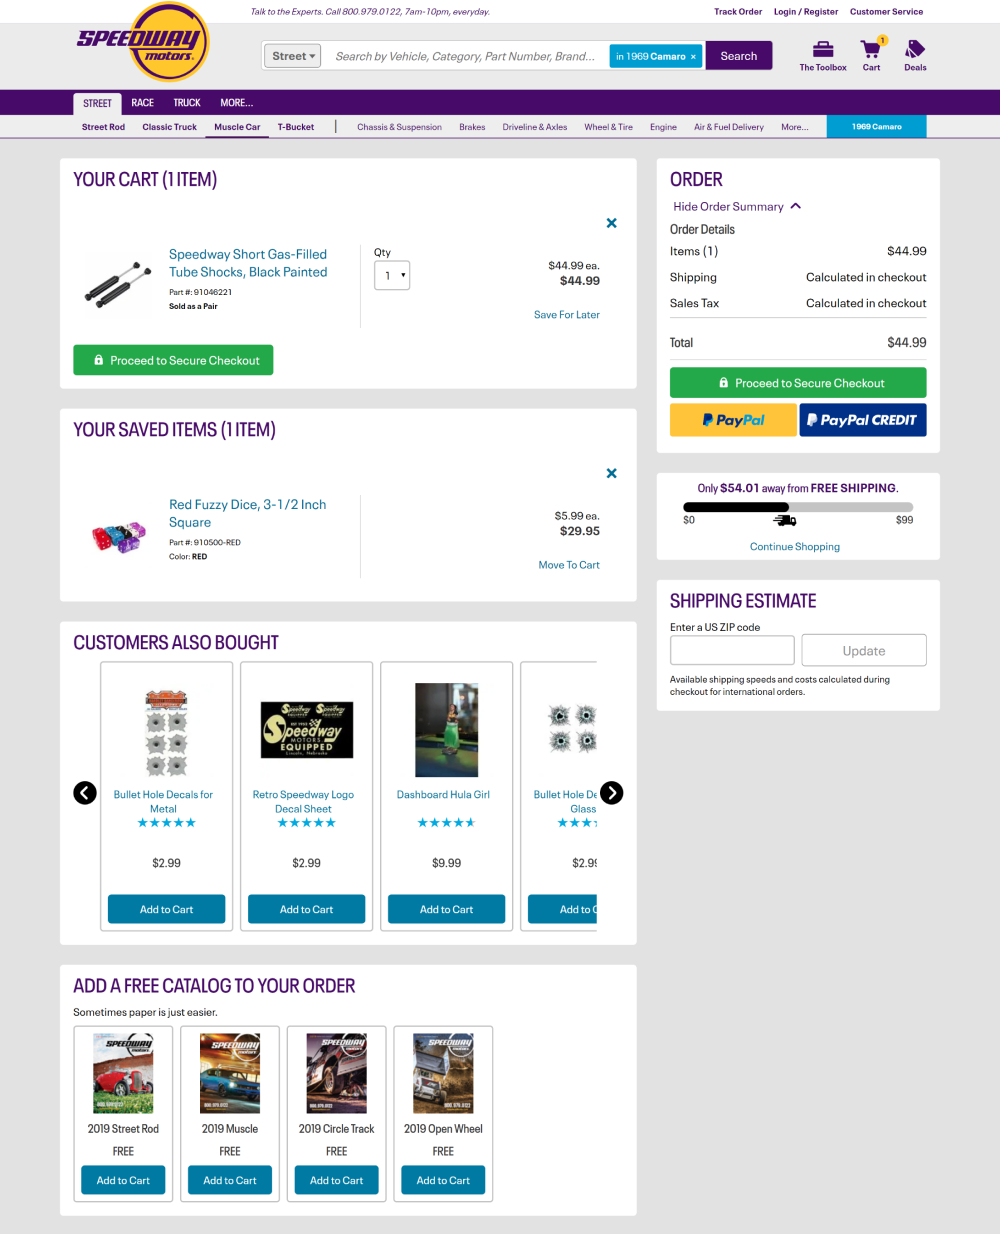 Talk to the Experts. Call 800.979.0122, 7am-10pm, everyday.
Track Order Login / Register Customer Service
SPEEDWAY
motors.
Street
Search by Vehicle, Category, Part Number, Brand...
in 1969 Camaro ×
Search
The Toolbox
1
Cart
Deals
STREET RACE TRUCK MORE...
Street Rod Classic Truck Muscle Car T-Bucket
Chassis & Suspension Brakes Driveline & Axles Wheel & Tire Engine Air & Fuel Delivery More...
1969 Camaro
YOUR CART (1 ITEM)
Speedway Short Gas-Filled
Tube Shocks, Black Painted
Part #: 91046221
Sold as a Pair
Qty
1
$44.99 ea.
$44.99
Save For Later
Proceed to Secure Checkout
YOUR SAVED ITEMS (1 ITEM)
Red Fuzzy Dice, 3-1/2 Inch
Square
Part #: 910500-RED
Color: RED
$5.99 ea.
$29.95
Move To Cart
CUSTOMERS ALSO BOUGHT
Bullet Hole Decals for
Metal
$2.99
Add to Cart
Speedway
MOTORS
EQUIPPED
Lincoln, Nebraska
Retro Speedway Logo
Decal Sheet
$2.99
Add to Cart
Dashboard Hula Girl
$9.99
Add to Cart
Bullet Hole De
Glass
$2.99
Add to C
ADD A FREE CATALOG TO YOUR ORDER
Sometimes paper is just easier.
SPEEDWAY
2019 Street Rod
FREE
Add to Cart
SPEEDWAY
2019 Muscle
FREE
Add to Cart
SPEEDWAY
2019 Circle Track
FREE
Add to Cart
SPEEDWAY
2019 Open Wheel
FREE
Add to Cart
ORDER
Hide Order Summary
Order Details
Items (1) $44.99
Shipping Calculated in checkout
Sales Tax Calculated in checkout
Total $44.99
Proceed to Secure Checkout
PayPal
PayPal CREDIT
Only $54.01 away from FREE SHIPPING.
$0 $99
Continue Shopping
SHIPPING ESTIMATE
Enter a US ZIP code
Update
Available shipping speeds and costs calculated during
checkout for international orders.